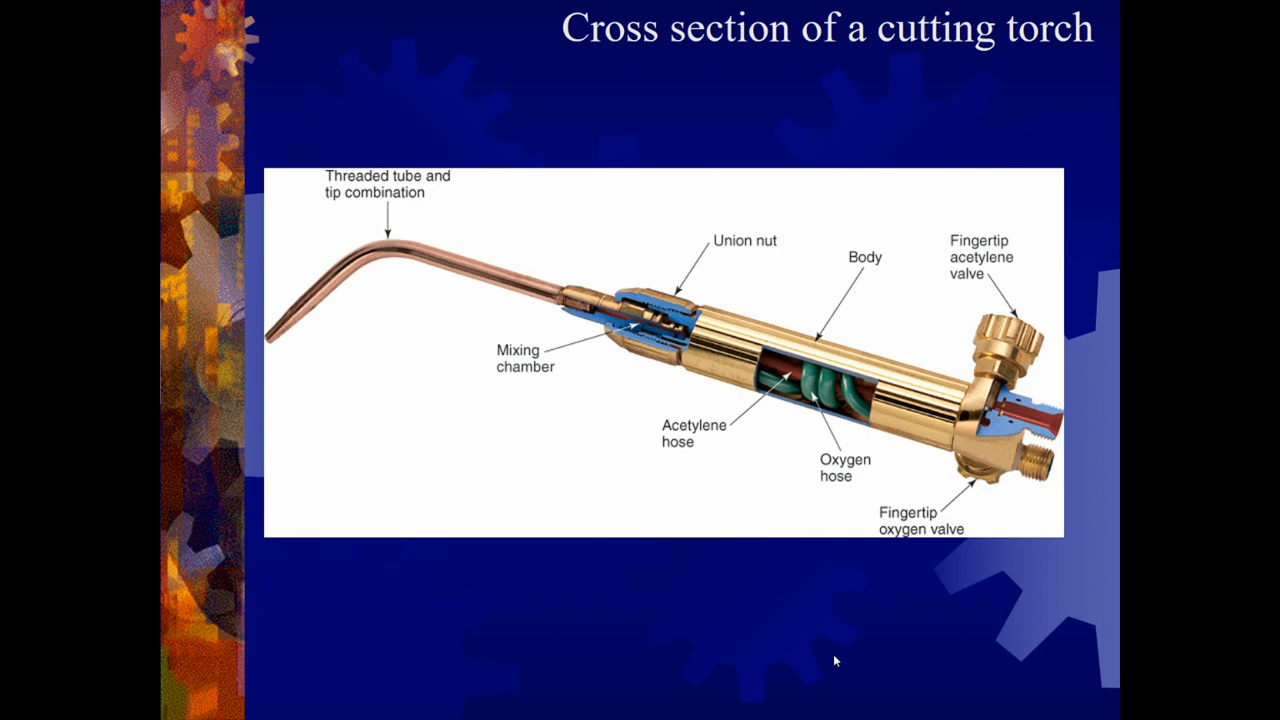 Cross section of a cutting torch
Threaded tube and
tip combination
Union nut
Body
Fingertip
acetylene
valve
Mixing
chamber
Acetylene
hose
Oxygen
hose
Fingertip
oxygen valve